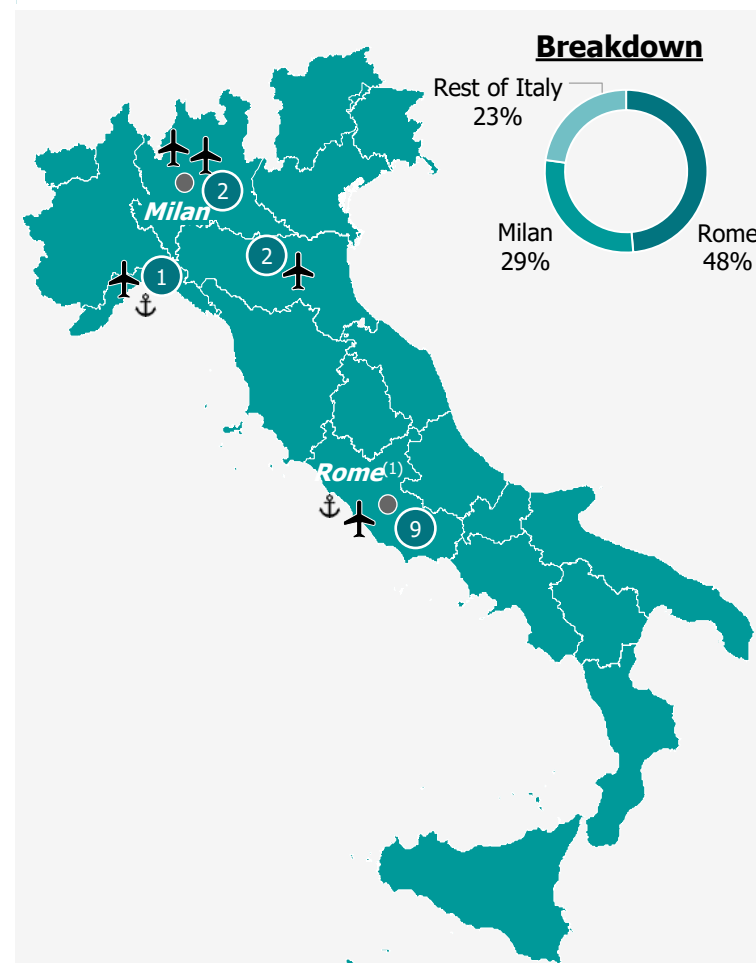 Breakdown
Rest of Italy
23%
Milan
29%
Rome
48%
2
Milan
2
1
Rome(1)
9